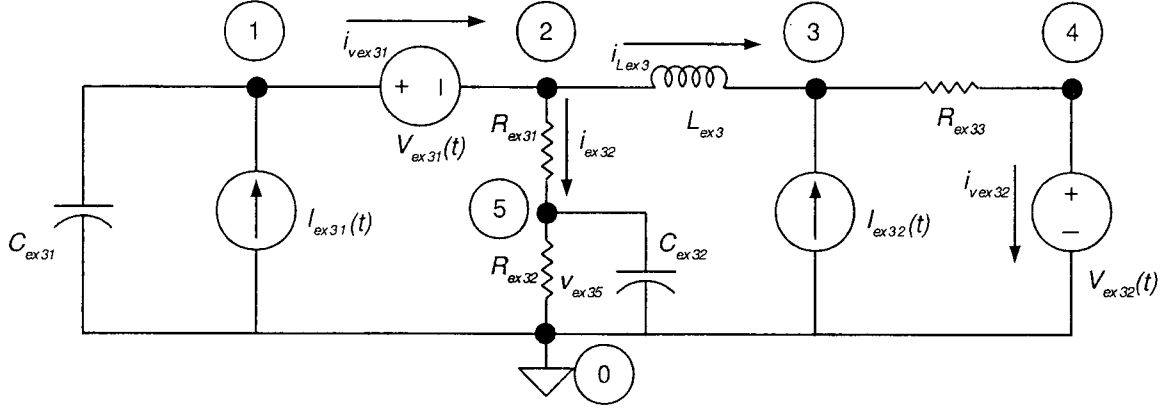 1
2
3
4
i_vex31
i_Lex3
+ −
V_ex31(t)
R_ex31
i_ex32
L_ex3
R_ex33
5
i_vex32
+
−
C_ex31
I_ex31(t)
R_ex32
v_ex35
C_ex32
I_ex32(t)
V_ex32(t)
0